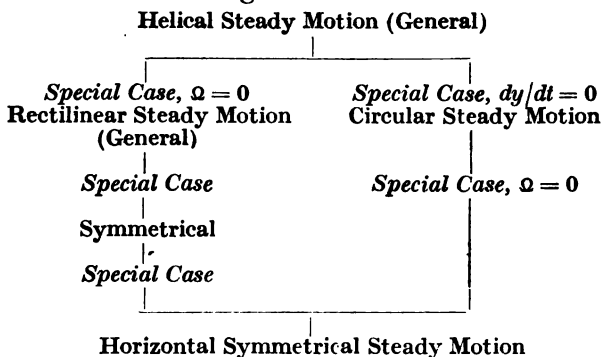 Helical Steady Motion (General)
Special Case, Ω = 0
Rectilinear Steady Motion
(General)
Special Case
Symmetrical
Special Case
Special Case, dy/dt = 0
Circular Steady Motion
Special Case, Ω = 0
Horizontal Symmetrical Steady Motion